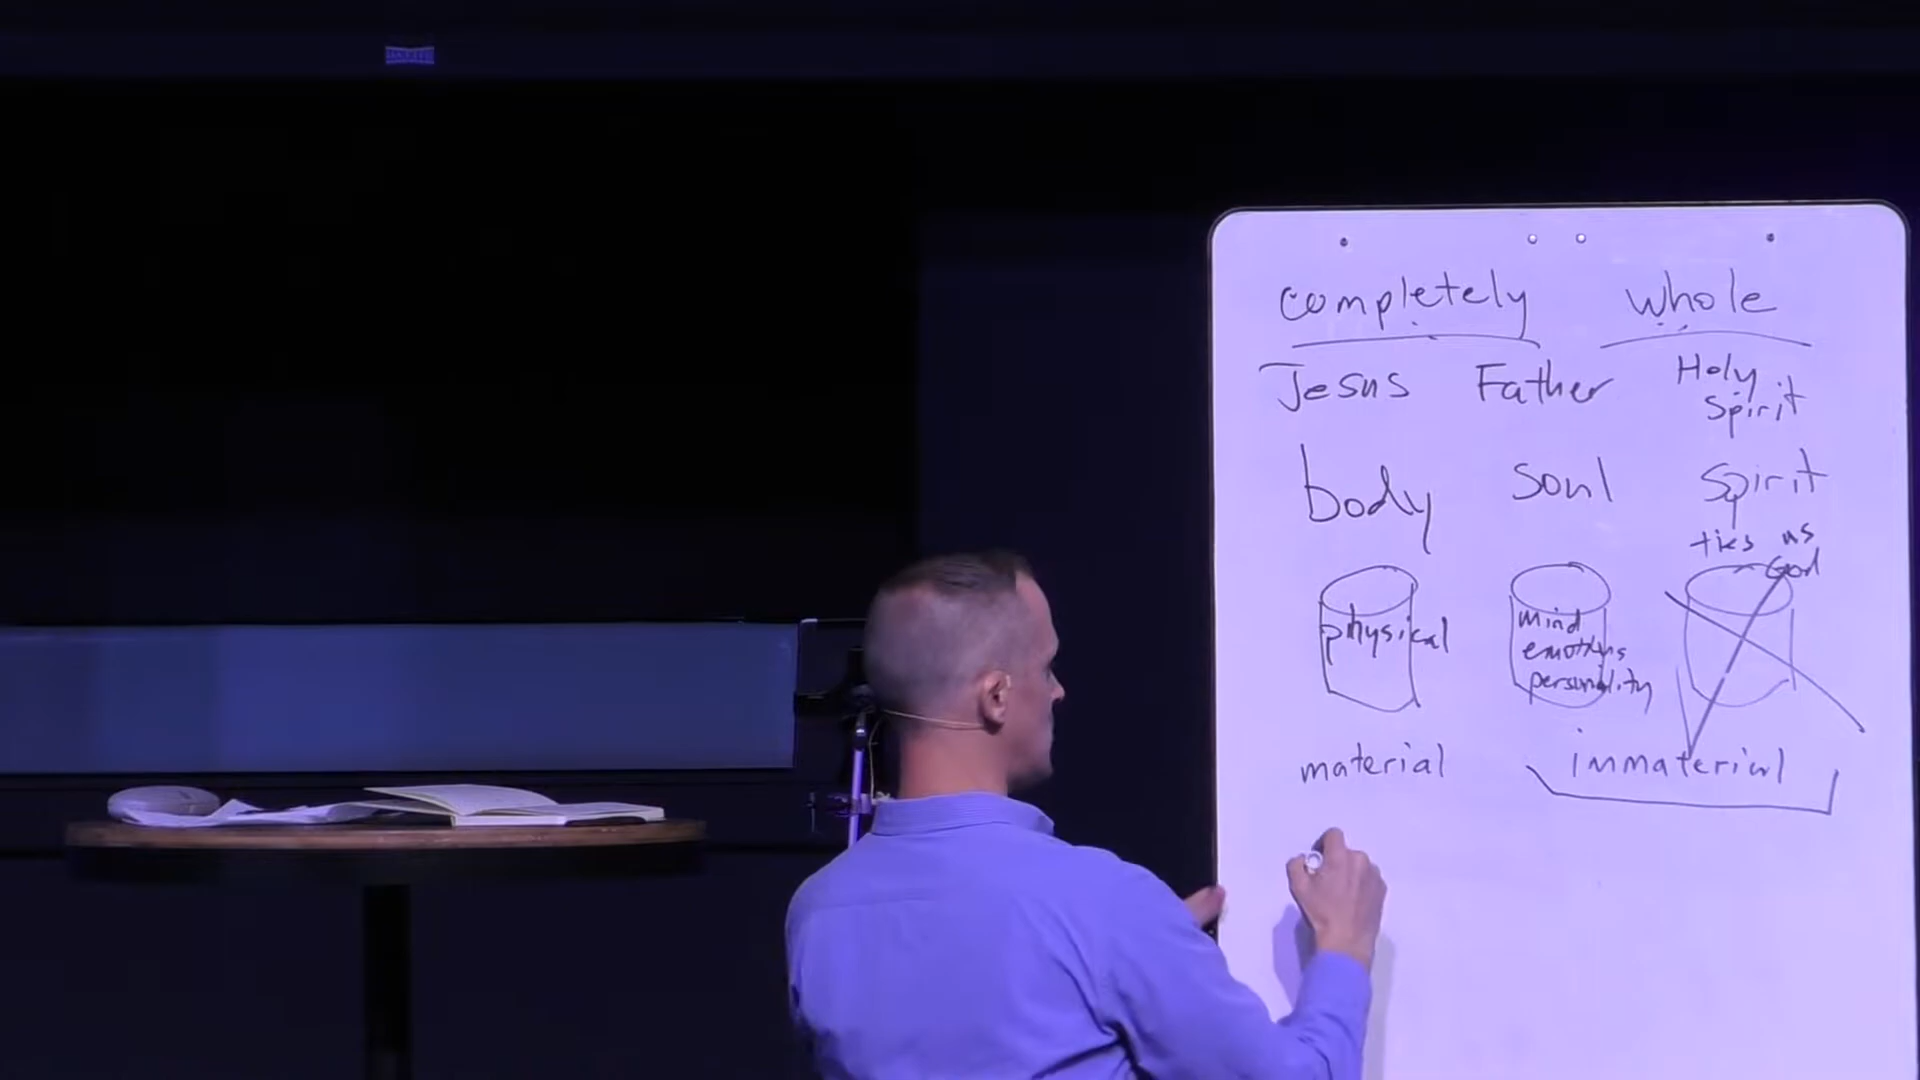 completely whole
Jesus Father Holy Spirit
body soul spirit
ties us
God
physical
mind
emotions
personality
material immaterial